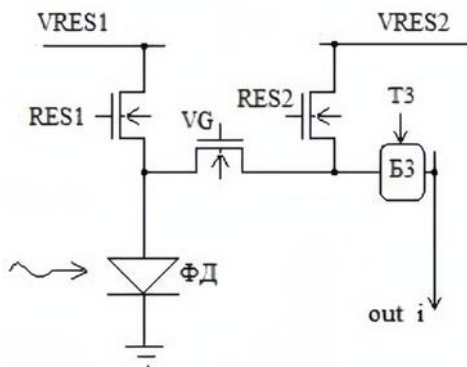 VRES1
VRES2
RES1
VG
RES2
T3
Б3
ФД
out i